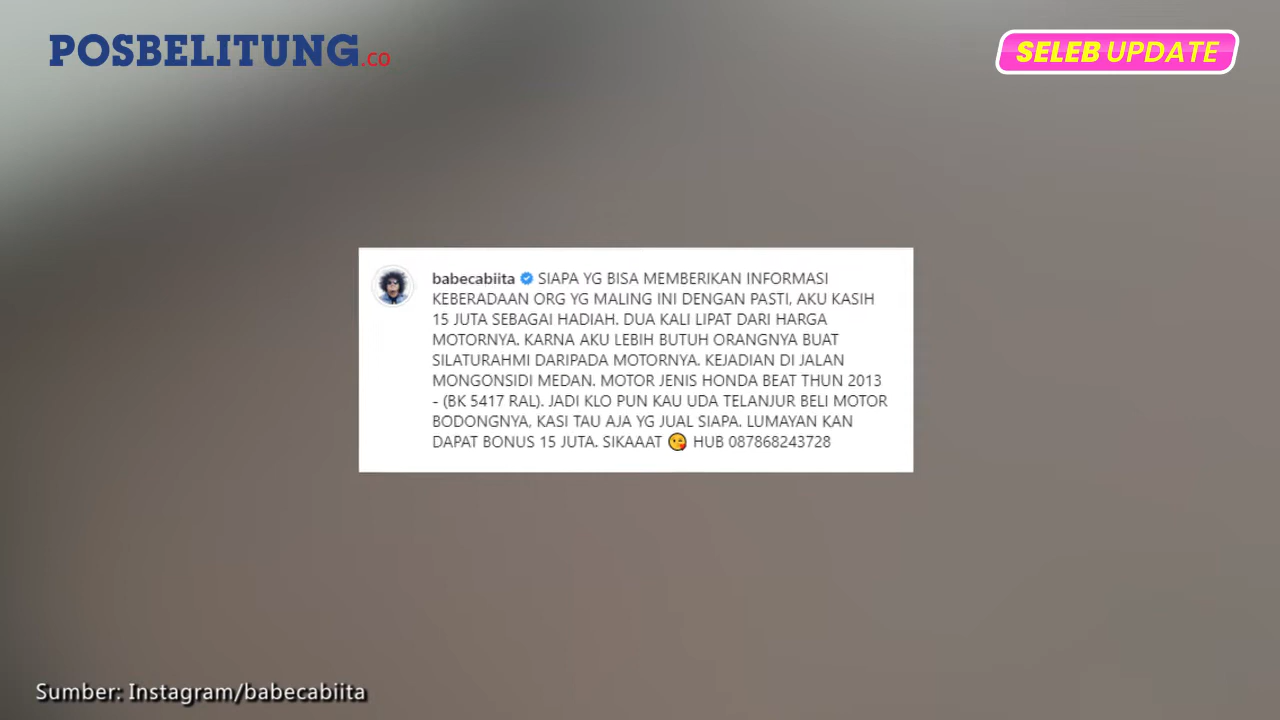 POSBELITUNG.co
SELEB UPDATE
babecabiita SIAPA YG BISA MEMBERIKAN INFORMASI
KEBERADAAN ORG YG MALING INI DENGAN PASTI, AKU KASIH
15 JUTA SEBAGAI HADIAH. DUA KALI LIPAT DARI HARGA
MOTORNYA. KARNA AKU LEBIH BUTUH ORANGNYA BUAT
SILATURAHMI DARIPADA MOTORNYA. KEJADIAN DI JALAN
MONGONSIDI MEDAN. MOTOR JENIS HONDA BEAT THUN 2013
- (BK 5417 RAL). JADI KLO PUN KAU UDA TELANJUR BELI MOTOR
BODONGNYA, KASI TAU AJA YG JUAL SIAPA. LUMAYAN KAN
DAPAT BONUS 15 JUTA. SIKAAAT 😘 HUB 087868243728
Sumber: Instagram/babecabiita